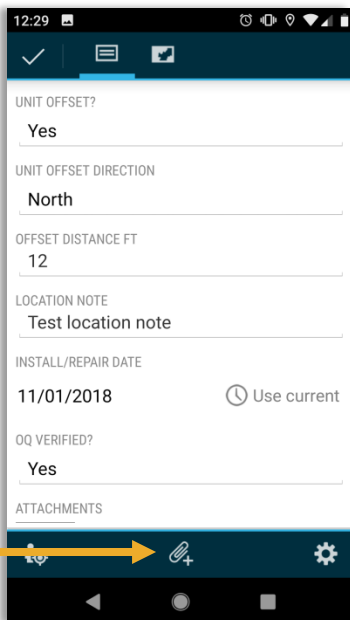 12:29
UNIT OFFSET?
Yes
UNIT OFFSET DIRECTION
North
OFFSET DISTANCE FT
12
LOCATION NOTE
Test location note
INSTALL/REPAIR DATE
11/01/2018 Use current
OQ VERIFIED?
Yes
ATTACHMENTS